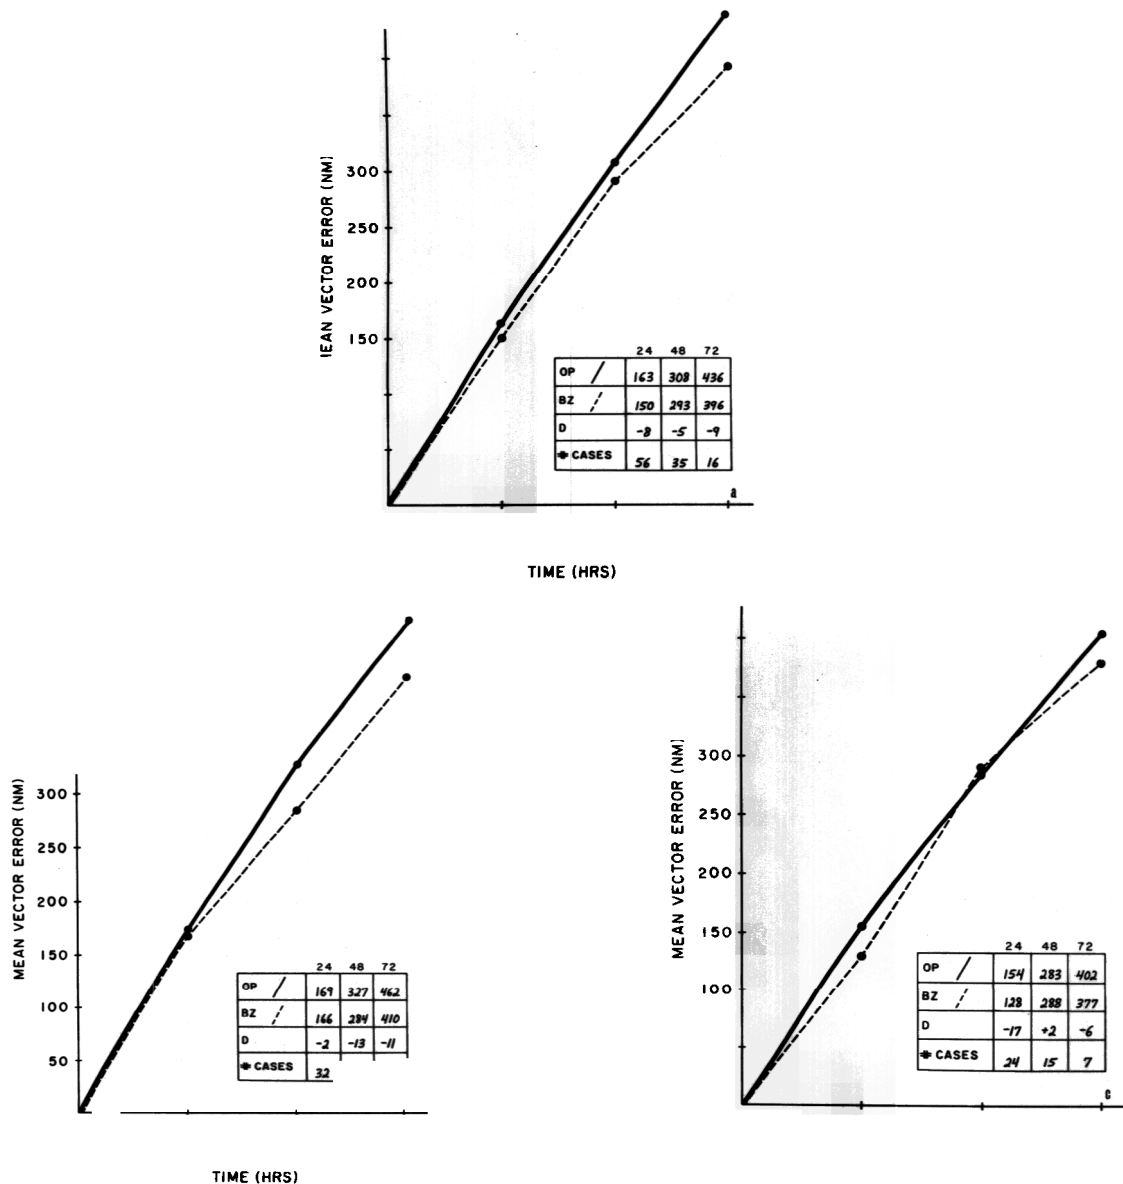 IEAN VECTOR ERROR (NM)
300
250
200
150
24 48 72
OP 163 308 436
BZ 150 293 396
D -8 -5 -9
# CASES 56 35 16
a
TIME (HRS)
MEAN VECTOR ERROR (NM)
300
250
200
150
100
50
24 48 72
OP 169 327 462
BZ 166 284 410
D -2 -13 -11
# CASES 32
TIME (HRS)
MEAN VECTOR ERROR (NM)
300
250
200
150
100
24 48 72
OP 154 283 402
BZ 128 288 377
D -17 +2 -6
# CASES 24 15 7
c